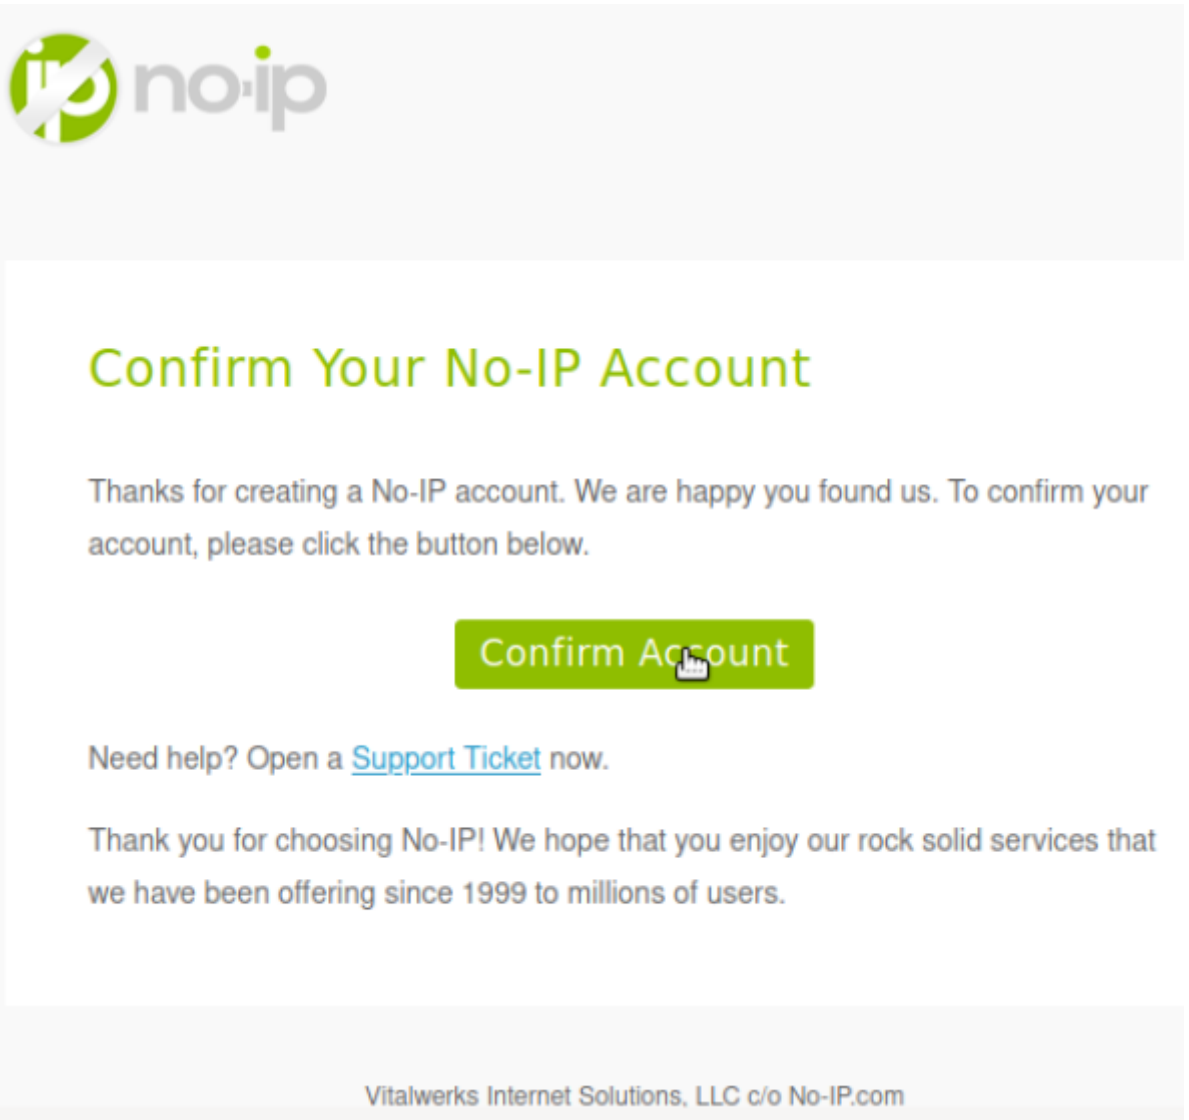 ip no-ip
Confirm Your No-IP Account
Thanks for creating a No-IP account. We are happy you found us. To confirm your
account, please click the button below.
Confirm Account
Need help? Open a Support Ticket now.
Thank you for choosing No-IP! We hope that you enjoy our rock solid services that
we have been offering since 1999 to millions of users.
Vitalwerks Internet Solutions, LLC c/o No-IP.com